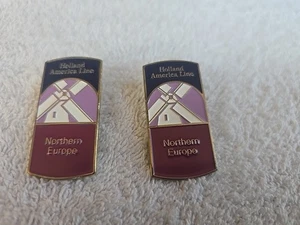 Holland
America Line
Northern
Europe
Holland
America Line
Northern
Europe